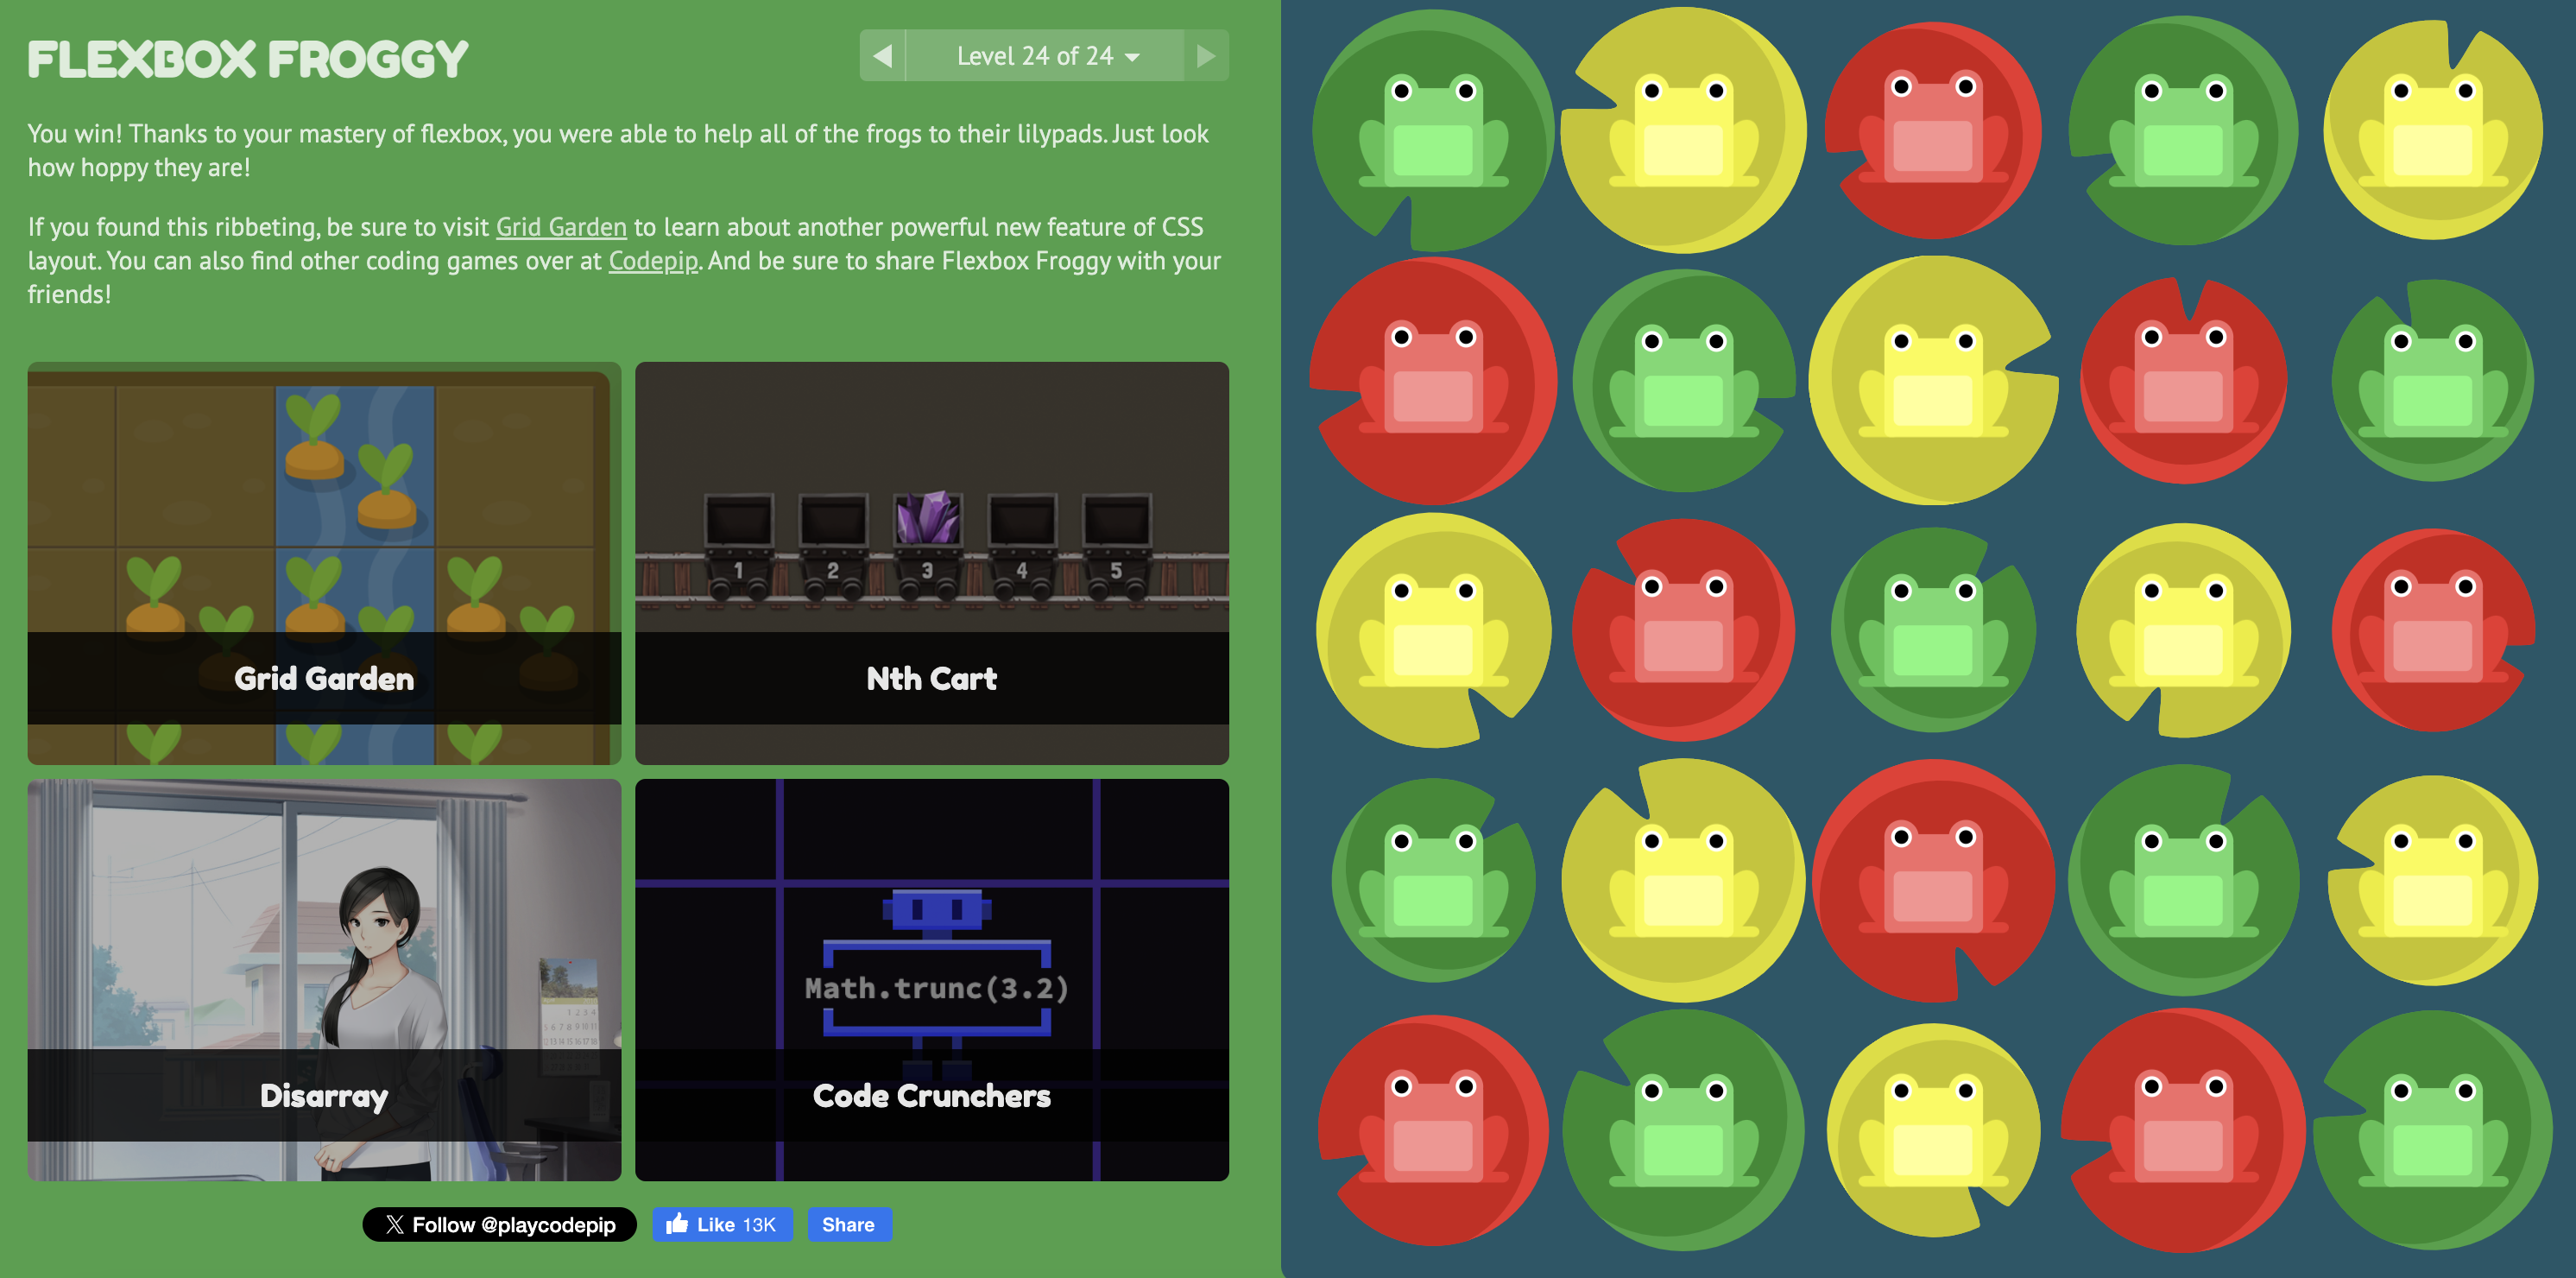 FLEXBOX FROGGY
Level 24 of 24
You win! Thanks to your mastery of flexbox, you were able to help all of the frogs to their lilypads. Just look
how hoppy they are!
If you found this ribbeting, be sure to visit Grid Garden to learn about another powerful new feature of CSS
layout. You can also find other coding games over at Codepip. And be sure to share Flexbox Froggy with your
friends!
1 2 3 4 5
Grid Garden
Nth Cart
Math.trunc(3.2)
Disarray
Code Crunchers
Follow @playcodepip
Like 13K
Share